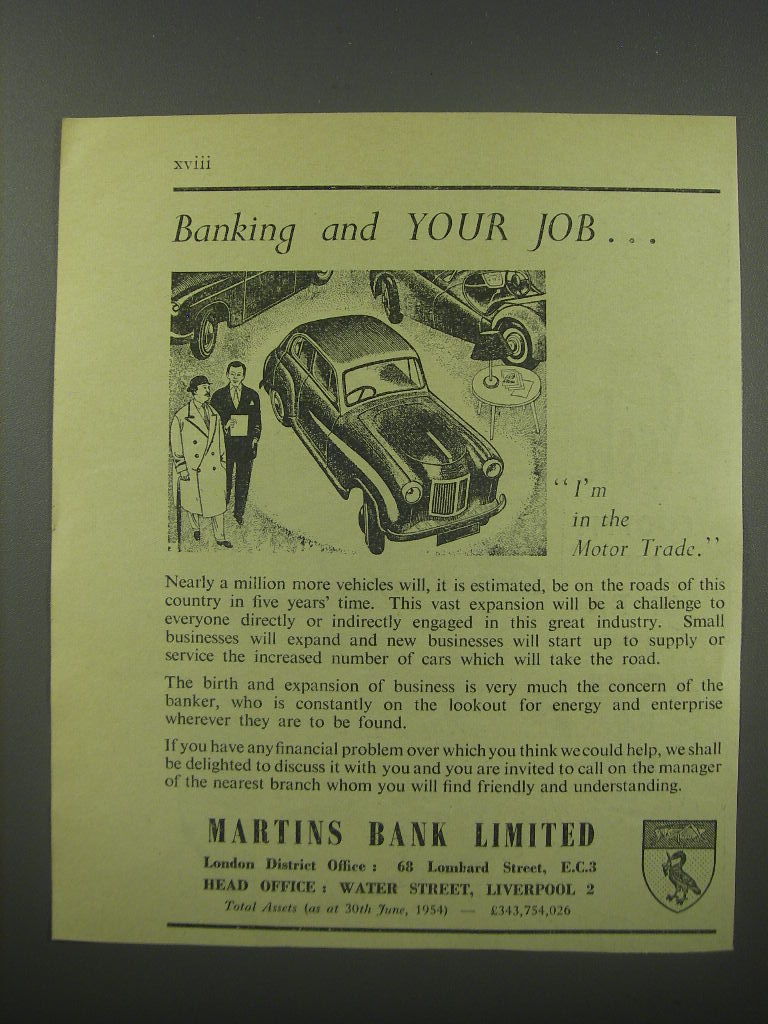 xviii
Banking and YOUR JOB...
"I'm
in the
Motor Trade."
Nearly a million more vehicles will, it is estimated, be on the roads of this
country in five years' time. This vast expansion will be a challenge to
everyone directly or indirectly engaged in this great industry. Small
businesses will expand and new businesses will start up to supply or
service the increased number of cars which will take the road.
The birth and expansion of business is very much the concern of the
banker, who is constantly on the lookout for energy and enterprise
wherever they are to be found.
If you have any financial problem over which you think we could help, we shall
be delighted to discuss it with you and you are invited to call on the manager
of the nearest branch whom you will find friendly and understanding.
MARTINS BANK LIMITED
London District Office : 68 Lombard Street, E.C.3
HEAD OFFICE : WATER STREET, LIVERPOOL 2
Total Assets (as at 30th June, 1954) — £343,754,026